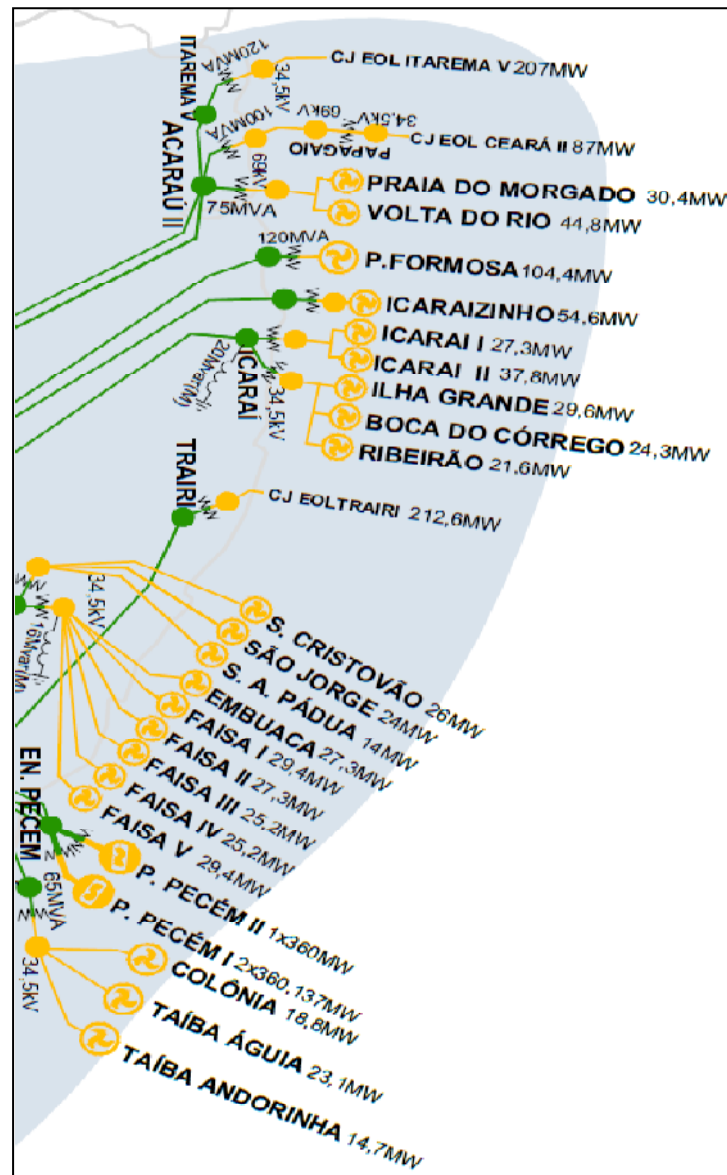 ITAREMA V
120MVA
34,5kV
CJ EOL ITAREMA V 207MW
ACARAÚ II
100MVA
69kV
69kV
PAPAGAIO
34,5kV
CJ EOL CEARÁ II 87MW
75MVA
PRAIA DO MORGADO 30,4MW
VOLTA DO RIO 44,8MW
120MVA
P.FORMOSA 104,4MW
ICARAIZINHO 54,6MW
ICARAÍ
20Mvar(M)
ICARAI I 27,3MW
ICARAI II 37,8MW
34,5kV
ILHA GRANDE 29,6MW
BOCA DO CÓRREGO 24,3MW
RIBEIRÃO 21,6MW
TRAIRI
CJ EOLTRAIRI 212,6MW
34,5kV
16Mvar(M)
S. CRISTOVÃO 26MW
SÃO JORGE 24MW
S. A. PÁDUA 14MW
EMBUACA 27,3MW
FAISA I 29,4MW
FAISA II 27,3MW
FAISA III 25,2MW
FAISA IV 25,2MW
FAISA V 29,4MW
EN. PECEM
P. PECÉM II 1x360MW
P. PECÉM I 2x360,137MW
65MVA
34,5kV
COLÓNIA 18,8MW
TAÍBA ÁGUIA 23,1MW
TAÍBA ANDORINHA 14,7MW